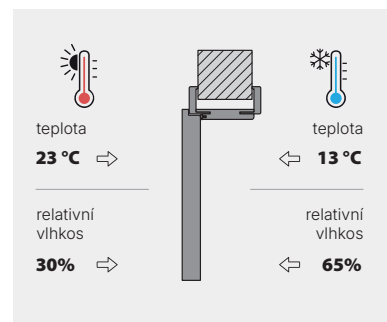 teplota
23 °C
teplota
13 °C
relativní
vlhkos
30%
relativní
vlhkos
65%